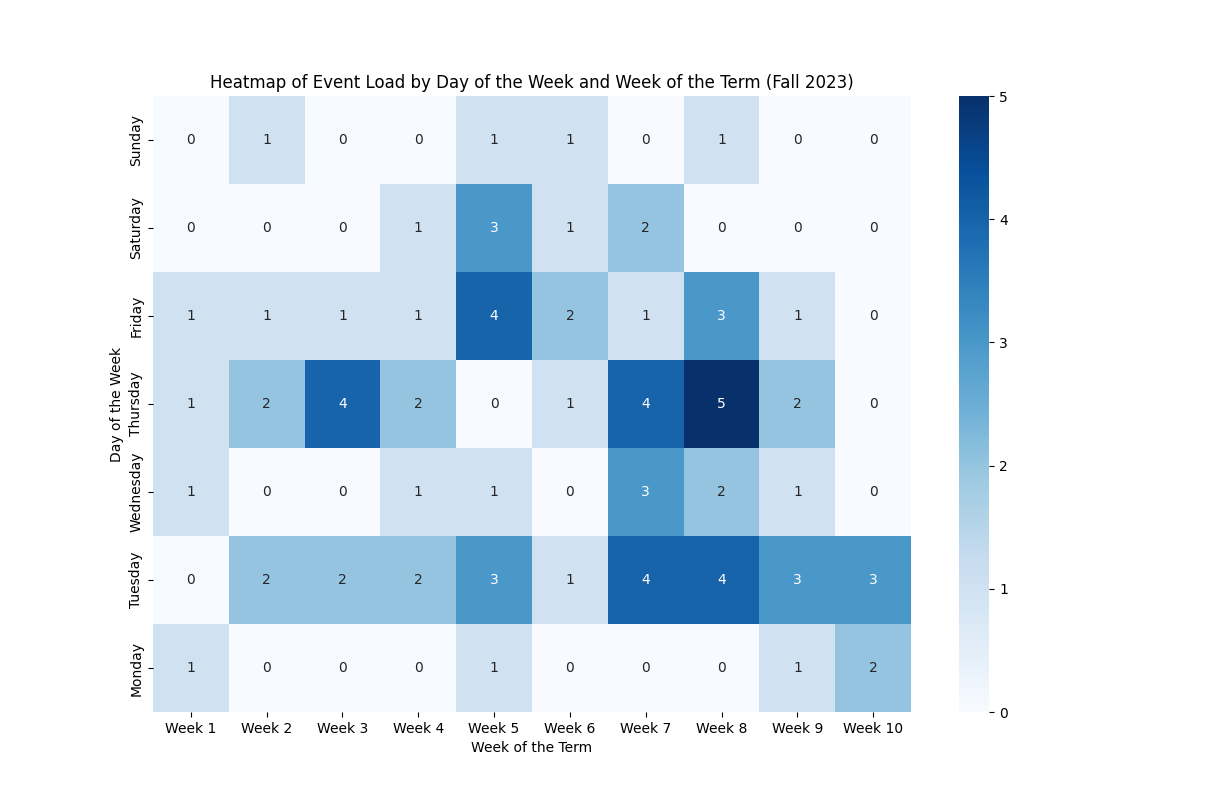 Heatmap of Event Load by Day of the Week and Week of the Term (Fall 2023)
Day of the Week
Sunday 0 1 0 0 1 1 0 1 0 0
Saturday 0 0 0 1 3 1 2 0 0 0
Friday 1 1 1 1 4 2 1 3 1 0
Thursday 1 2 4 2 0 1 4 5 2 0
Wednesday 1 0 0 1 1 0 3 2 1 0
Tuesday 0 2 2 2 3 1 4 4 3 3
Monday 1 0 0 0 1 0 0 0 1 2
Week 1 Week 2 Week 3 Week 4 Week 5 Week 6 Week 7 Week 8 Week 9 Week 10
Week of the Term
5
4
3
2
1
0